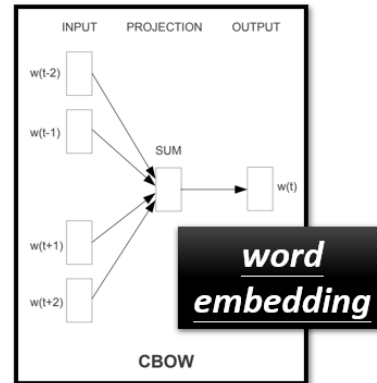 INPUT PROJECTION OUTPUT
w(t-2)
w(t-1)
SUM
w(t)
w(t+1)
w(t+2)
word
embedding
CBOW